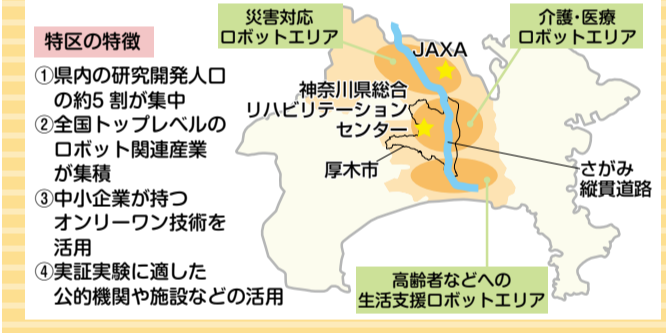 特区の特徴
①県内の研究開発人口
の約5 割が集中
②全国トップレベルの
ロボット関連産業
が集積
③中小企業が持つ
オンリーワン技術を
活用
④実証実験に適した
公的機関や施設などの活用
災害対応
ロボットエリア
介護・医療
ロボットエリア
JAXA
神奈川県総合
リハビリテーション
センター
厚木市
さがみ
縦貫道路
高齢者などへの
生活支援ロボットエリア